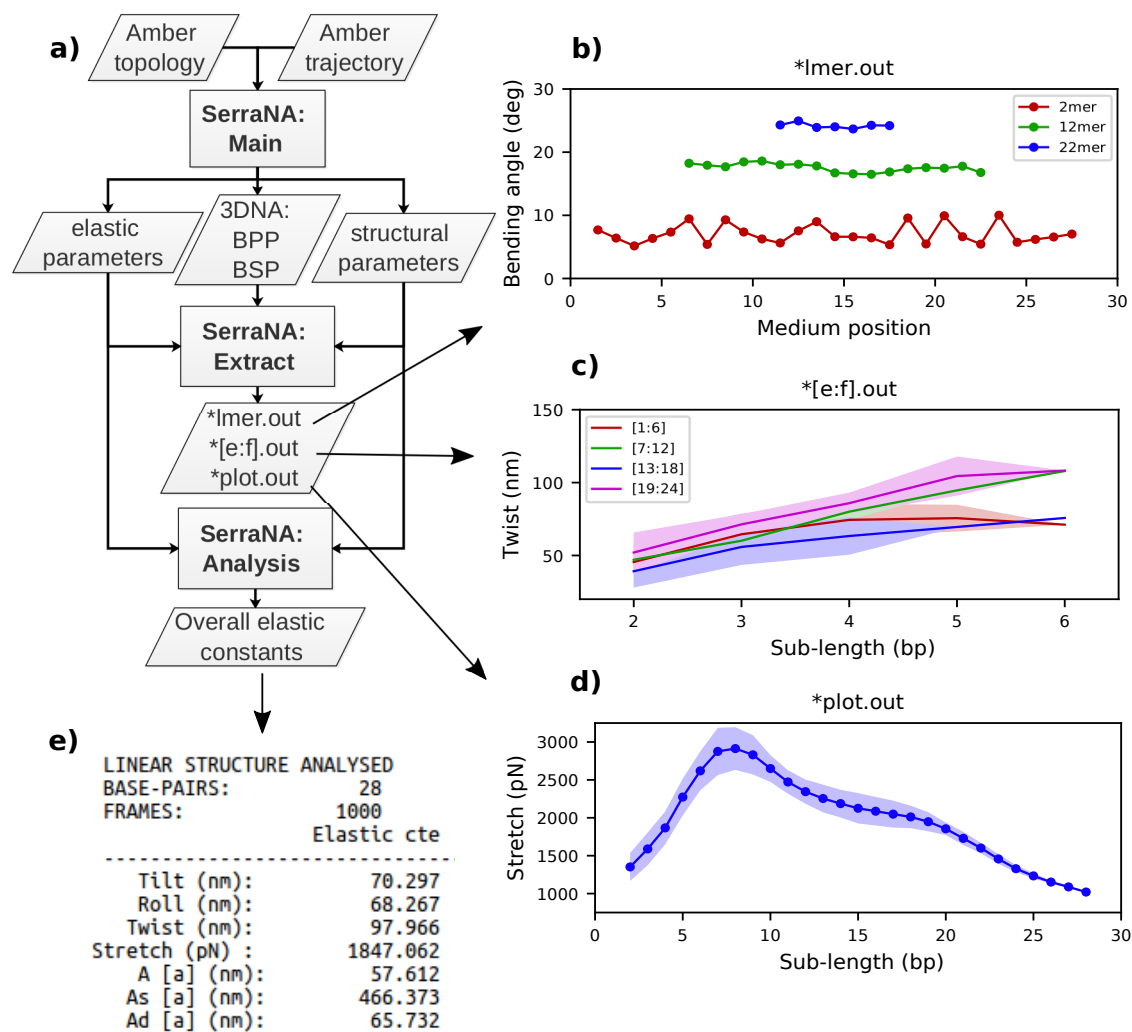 a)
Amber
topology
Amber
trajectory
SerraNA:
Main
elastic
parameters
3DNA:
BPP
BSP
structural
parameters
SerraNA:
Extract
*lmer.out
*[e:f].out
*plot.out
SerraNA:
Analysis
Overall elastic
constants
b)
*lmer.out
Bending angle (deg)
30
20
10
0
2mer
12mer
22mer
0 5 10 15 20 25 30
Medium position
c)
*[e:f].out
Twist (nm)
150
100
50
[1:6]
[7:12]
[13:18]
[19:24]
2 3 4 5 6
Sub-length (bp)
d)
*plot.out
Stretch (pN)
3000
2500
2000
1500
1000
0 5 10 15 20 25 30
Sub-length (bp)
e)
LINEAR STRUCTURE ANALYSED
BASE-PAIRS: 28
FRAMES: 1000
Elastic cte
-------------------------------
Tilt (nm): 70.297
Roll (nm): 68.267
Twist (nm): 97.966
Stretch (pN) : 1847.062
A [a] (nm): 57.612
As [a] (nm): 466.373
Ad [a] (nm): 65.732